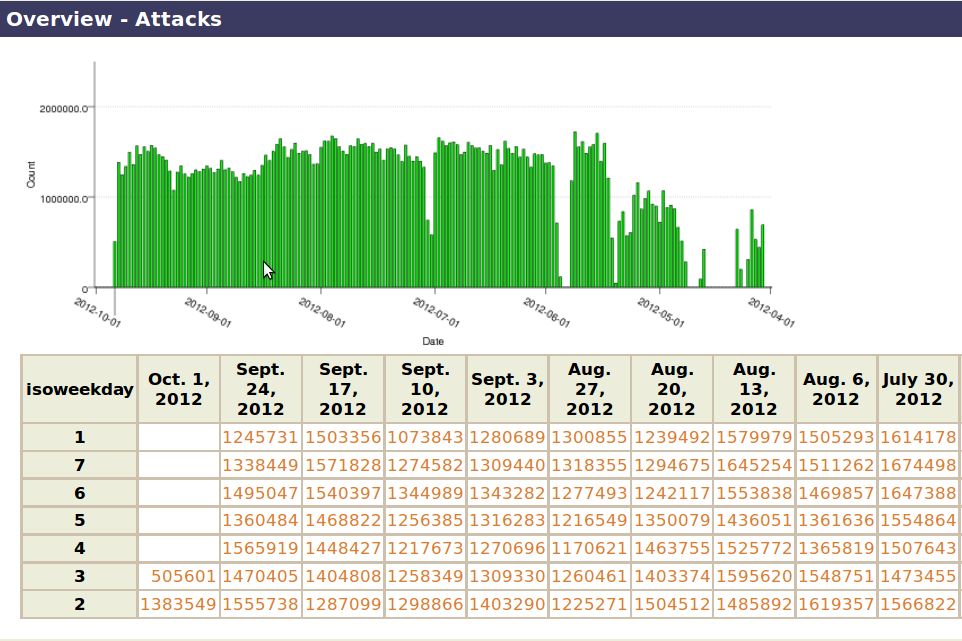 Overview - Attacks
2000000.0
1000000.0
0
Count
2012-10-01 2012-09-01 2012-08-01 2012-07-01 2012-06-01 2012-05-01 2012-04-01
Date
isoweekday Oct. 1, 2012 Sept. 24, 2012 Sept. 17, 2012 Sept. 10, 2012 Sept. 3, 2012 Aug. 27, 2012 Aug. 20, 2012 Aug. 13, 2012 Aug. 6, 2012 July 30, 2012
1 1245731 1503356 1073843 1280689 1300855 1239492 1579979 1505293 1614178
7 1338449 1571828 1274582 1309440 1318355 1294675 1645254 1511262 1674498
6 1495047 1540397 1344989 1343282 1277493 1242117 1553838 1469857 1647388
5 1360484 1468822 1256385 1316283 1216549 1350079 1436051 1361636 1554864
4 1565919 1448427 1217673 1270696 1170621 1463755 1525772 1365819 1507643
3 505601 1470405 1404808 1258349 1309330 1260461 1403374 1595620 1548751 1473455
2 1383549 1555738 1287099 1298866 1403290 1225271 1504512 1485892 1619357 1566822